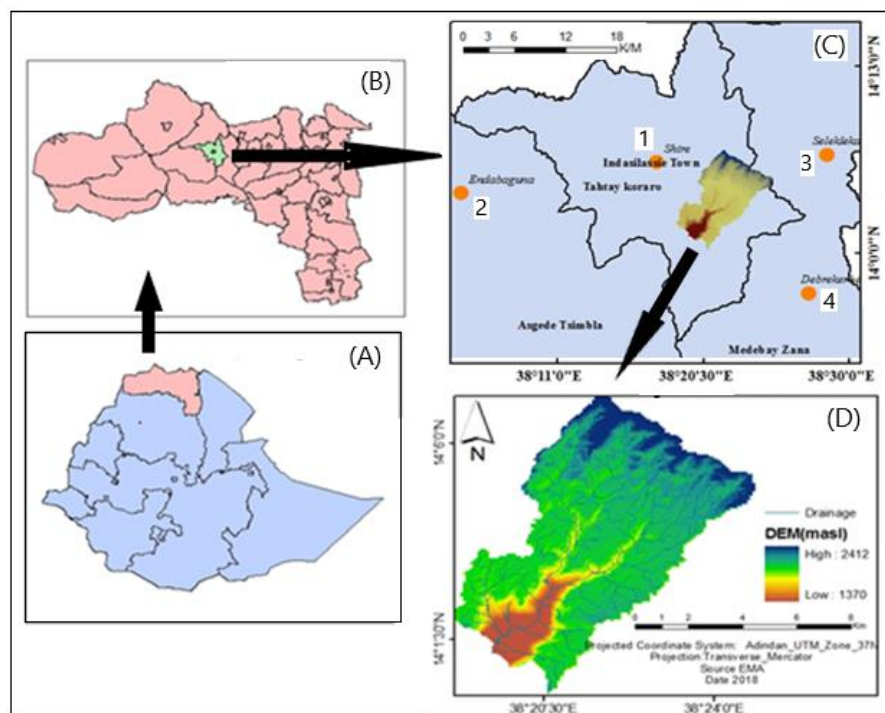 (A)
(B)
(C)
0 3 6 12 18
K/M
1
Shire
Indasilassie Town
Tahtay koraro
2
Endabaguna
3
Selekleka
4
Angede Tsimbla
Medebay Zana
14°13'0"N
14°0'0"N
38°11'0"E 38°20'30"E 38°30'0"E
(D)
N
Drainage
DEM(masl)
High : 2412
Low : 1370
0 1 2 4 6 8
Km
Projected Coordinate System: Adindan_UTM_Zone_37N
Projection:Transverse_Mercator
Source EMA
Date 2018
14°6'0"N
14°1'30"N
38°20'30"E 38°24'0"E